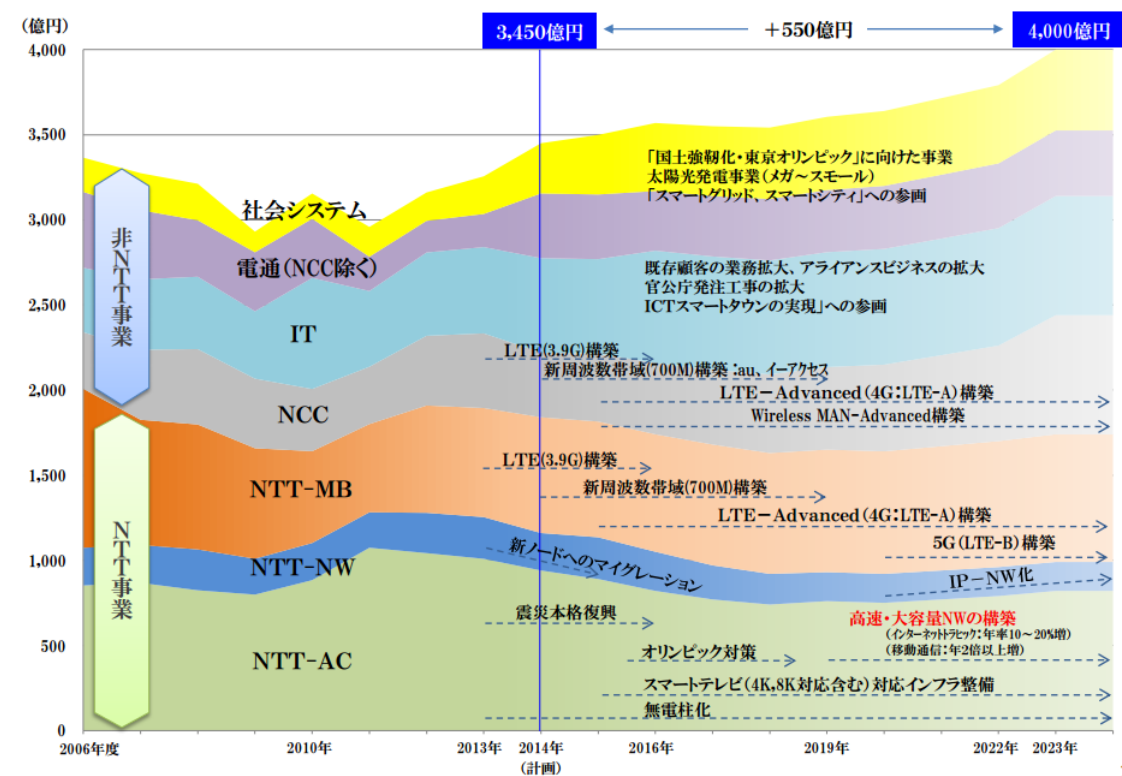 (億円)
3,450億円
+550億円
4,000億円
4,000
3,500
3,000
2,500
2,000
1,500
1,000
500
0
非NTT事業
NTT事業
社会システム
電通(NCC除く)
IT
NCC
NTT-MB
NTT-NW
NTT-AC
「国土強靭化・東京オリンピック」に向けた事業
太陽光発電事業(メガ～スモール)
「スマートグリッド、スマートシティ」への参画
既存顧客の業務拡大、アライアンスビジネスの拡大
官公庁発注工事の拡大
ICTスマートタウンの実現」への参画
LTE(3.9G)構築
新周波数帯域(700M)構築:au、イーアクセス
LTE-Advanced(4G:LTE-A)構築
Wireless MAN-Advanced構築
LTE(3.9G)構築
新周波数帯域(700M)構築
LTE-Advanced(4G:LTE-A)構築
5G(LTE-B)構築
新ノードへのマイグレーション
IP-NW化
震災本格復興
高速・大容量NWの構築
(インターネットトラヒック:年率10～20%増)
(移動通信:年2倍以上増)
オリンピック対策
スマートテレビ(4K,8K対応含む)対応インフラ整備
無電柱化
2006年度
2010年
2013年
2014年
(計画)
2016年
2019年
2022年
2023年